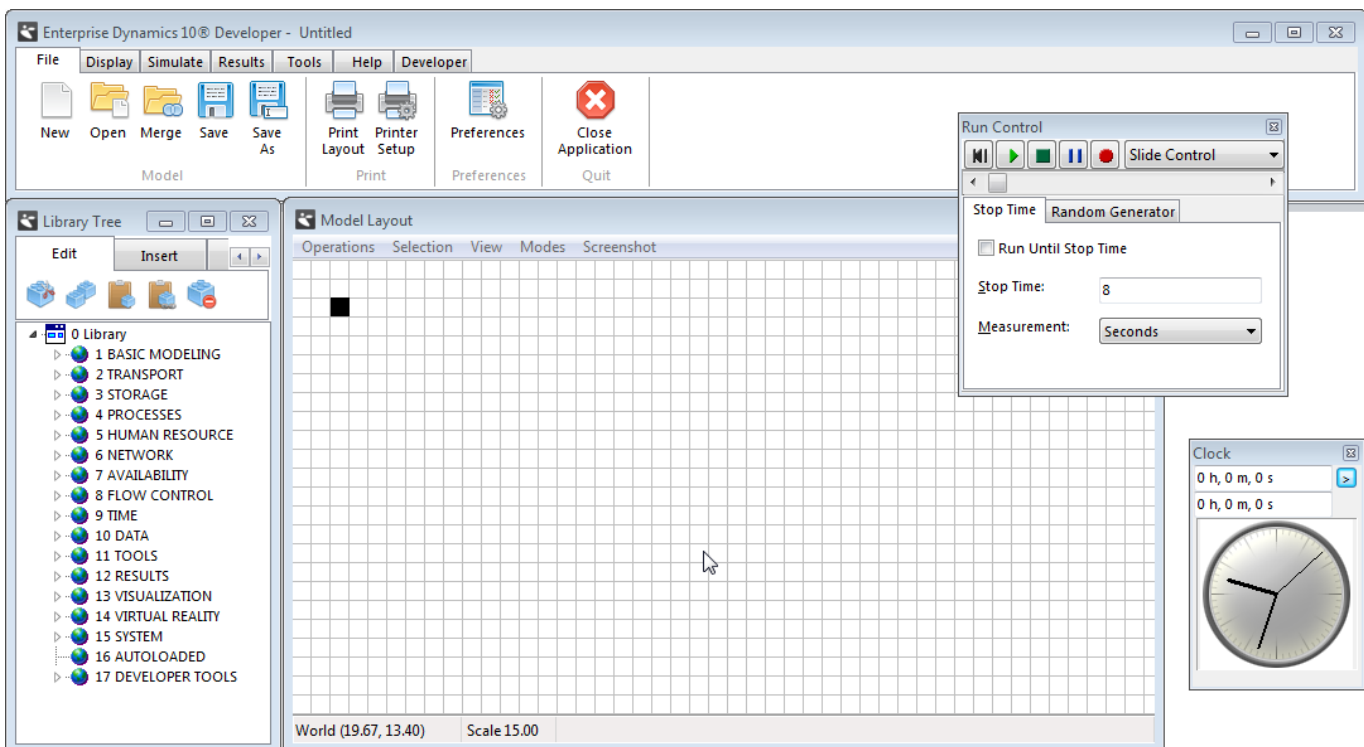 Enterprise Dynamics 10® Developer - Untitled
File Display Simulate Results Tools Help Developer
New Open Merge Save Save As Print Layout Printer Setup Preferences Close Application
Model Print Preferences Quit
Run Control
Slide Control
Stop Time Random Generator
Run Until Stop Time
Stop Time: 8
Measurement: Seconds
Library Tree
Edit Insert
0 Library
1 BASIC MODELING
2 TRANSPORT
3 STORAGE
4 PROCESSES
5 HUMAN RESOURCE
6 NETWORK
7 AVAILABILITY
8 FLOW CONTROL
9 TIME
10 DATA
11 TOOLS
12 RESULTS
13 VISUALIZATION
14 VIRTUAL REALITY
15 SYSTEM
16 AUTOLOADED
17 DEVELOPER TOOLS
Model Layout
Operations Selection View Modes Screenshot
World (19.67, 13.40) Scale 15.00
Clock
0 h, 0 m, 0 s
>
0 h, 0 m, 0 s